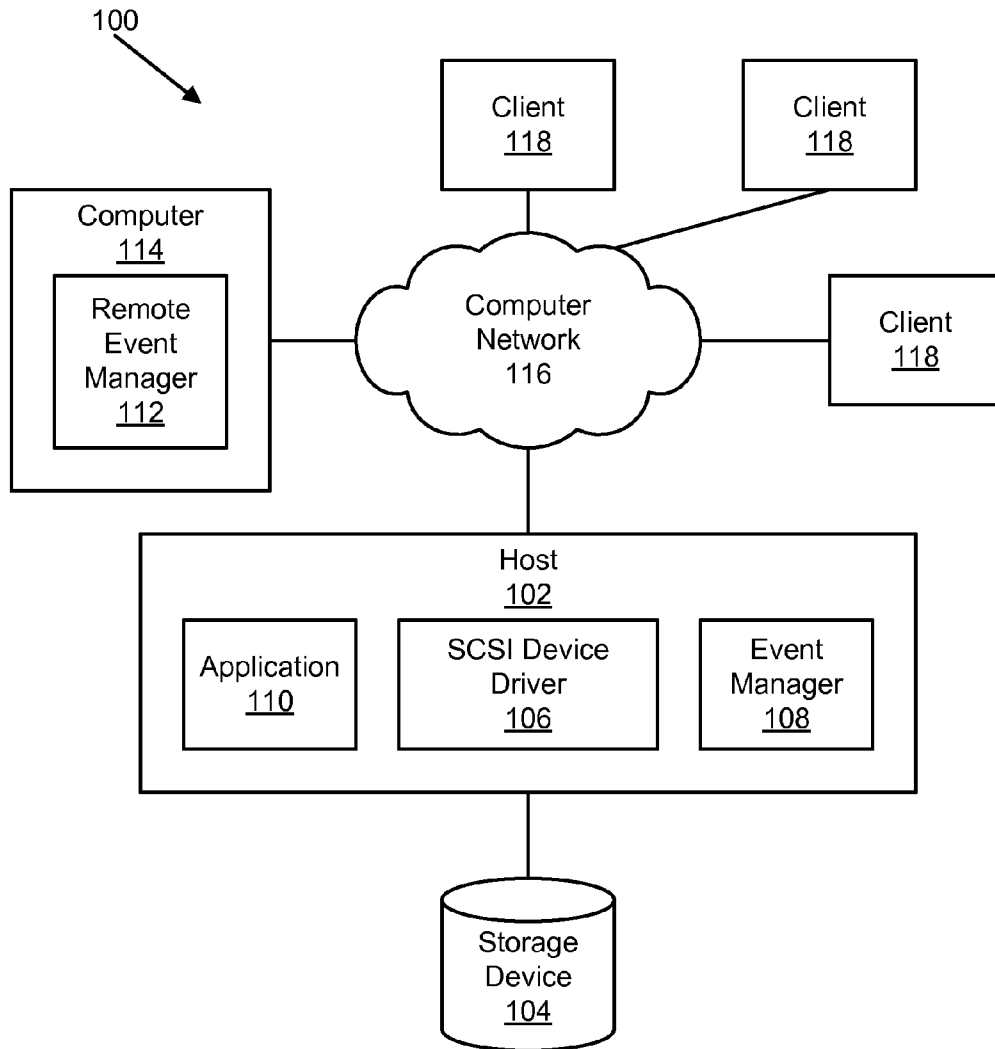 100
Client
118
Client
118
Computer
114
Remote
Event
Manager
112
Computer
Network
116
Client
118
Host
102
Application
110
SCSI Device
Driver
106
Event
Manager
108
Storage
Device
104